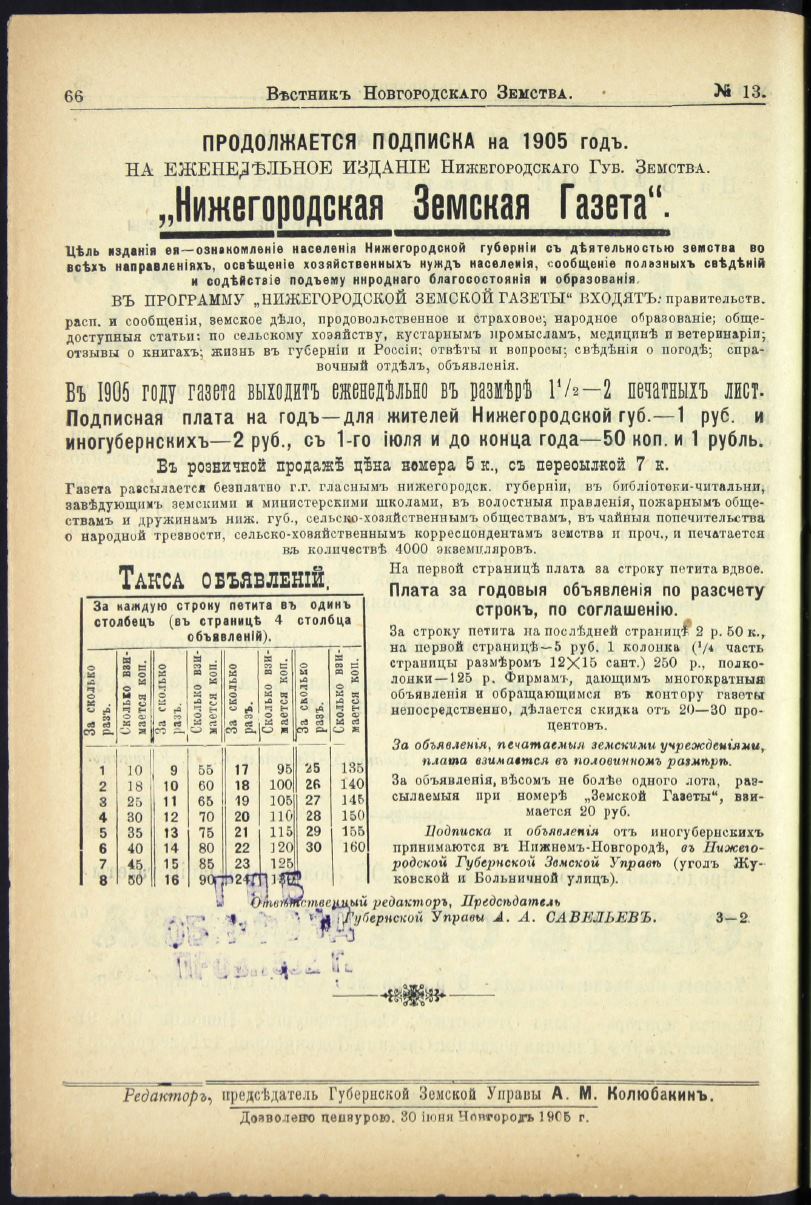 66
Вѣстникъ Новгородскаго Земства.
№ 13.
ПРОДОЛЖАЕТСЯ ПОДПИСКА на 1905 годъ.
НА ЕЖЕНЕДѢЛЬНОЕ ИЗДАНІЕ Нижегородскаго Губ. Земства.
„Нижегородская Земская Газета“.
Цѣль изданія ея—ознакомленіе населенія Нижегородской губерніи съ дѣятельностью земства во
всѣхъ направленіяхъ, освѣщеніе хозяйственныхъ нуждъ населенія, сообщеніе полезныхъ свѣдѣній
и содѣйствіе подъему нироднаго благосостоянія и образованія.
ВЪ ПРОГРАММУ „НИЖЕГОРОДСКОЙ ЗЕМСКОЙ ГАЗЕТЫ“ ВХОДЯТЪ: правительств.
расп. и сообщенія, земское дѣло, продовольственное и страховое; народное образованіе; обще-
доступныя статьи: по сельскому хозяйству, кустарнымъ промысламъ, медицинѣ и ветеринаріи;
отзывы о книгахъ; жизнь въ губерніи и Россіи; отвѣты и вопросы; свѣдѣнія о погодѣ; спра-
вочный отдѣлъ, объявленія.
Въ 1905 году газета выходитъ еженедѣльно въ размѣрѣ 1¹/₂—2 печатныхъ лист.
Подписная плата на годъ—для жителей Нижегородской губ.—1 руб. и
иногубернскихъ—2 руб., съ 1-го іюля и до конца года—50 коп. и 1 рубль.
Въ розничной продажѣ цѣна номера 5 к., съ пересылкой 7 к.
Газета разсылается безплатно г.г. гласнымъ нижегородск. губерніи, въ библіотеки-читальни,
завѣдующимъ земскими и министерскими школами, въ волостныя правленія, пожарнымъ обще-
ствамъ и дружинамъ ниж. губ., сельско-хозяйственнымъ обществамъ, въ чайныя попечительства
о народной трезвости, сельско-хозяйственнымъ корреспондентамъ земства и проч., и печатается
въ количествѣ 4000 экземпляровъ.
Такса объявленій.
За каждую строку петита въ одинъ
столбецъ (въ страницѣ 4 столбца
объявленій).
За сколько разъ. Сколько взимается коп. За сколько разъ. Сколько взимается коп. За сколько разъ. Сколько взимается коп. За сколько разъ. Сколько взимается коп.
1 10 9 55 17 95 25 135
2 18 10 60 18 100 26 140
3 25 11 65 19 105 27 145
4 30 12 70 20 110 28 150
5 35 13 75 21 115 29 155
6 40 14 80 22 120 30 160
7 45 15 85 23 125
8 50 16 90 24 130
На первой страницѣ плата за строку петита вдвое.
Плата за годовыя объявленія по разсчету
строкъ, по соглашенію.
За строку петита на послѣдней страницѣ 2 р. 50 к.,
на первой страницѣ—5 руб. 1 колонка (¹/₄ часть
страницы размѣромъ 12X15 сант.) 250 р., полко-
лонки—125 р. Фирмамъ, дающимъ многократныя
объявленія и обращающимся въ контору газеты
непосредственно, дѣлается скидка отъ 20—30 про-
центовъ.
За объявленія, печатаемыя земскими учрежденіями,
плата взимается въ половинномъ размѣрѣ.
За объявленія, вѣсомъ не болѣе одного лота, раз-
сылаемыя при номерѣ „Земской Газеты“, взи-
мается 20 руб.
Подписка и объявленія отъ иногубернскихъ
принимаются въ Нижнемъ-Новгородѣ, въ Нижего-
родской Губернской Земской Управѣ (уголъ Жу-
ковской и Больничной улицъ).
Отвѣтственный редакторъ, Предсѣдатель
Губернской Управы А. А. САВЕЛЬЕВЪ.
3—2
Редакторъ, предсѣдатель Губернской Земской Управы А. М. Колюбакинъ.
Дозволено цензурою. 30 іюня Новгородъ 1905 г.